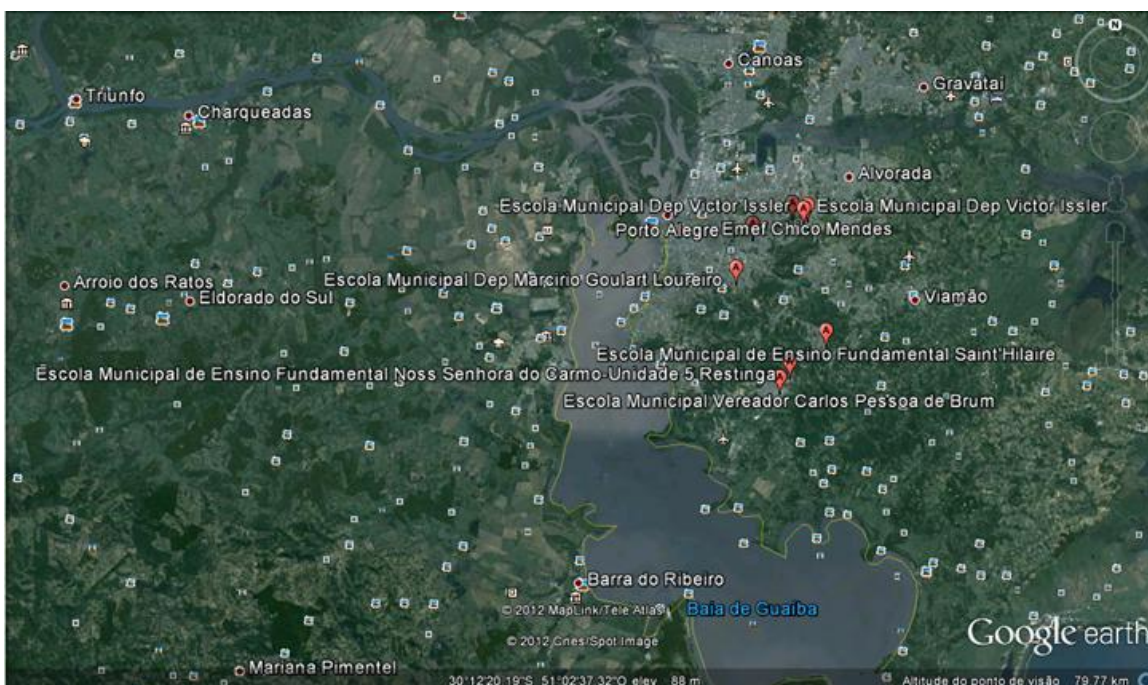 N
Canoas
Gravatai
Triunfo
Charqueadas
Alvorada
Escola Municipal Dep Victor Issler
Escola Municipal Dep Victor Issler
Porto Alegre
Emef Chico Mendes
Escola Municipal Dep Marcirio Goulart Loureiro
Arroio dos Ratos
Eldorado do Sul
Viamão
Escola Municipal de Ensino Fundamental Saint'Hilaire
Escola Municipal de Ensino Fundamental Noss Senhora do Carmo-Unidade 5 Restinga
Escola Municipal Vereador Carlos Pessoa de Brum
Barra do Ribeiro
© 2012 MapLink/Tele Atlas
Baia de Guaíba
© 2012 Cnes/Spot Image
Google earth
Mariana Pimentel
30°12'20.19"S 51°02'37.32"O elev 88 m
Altitude do ponto de visão 79.77 km